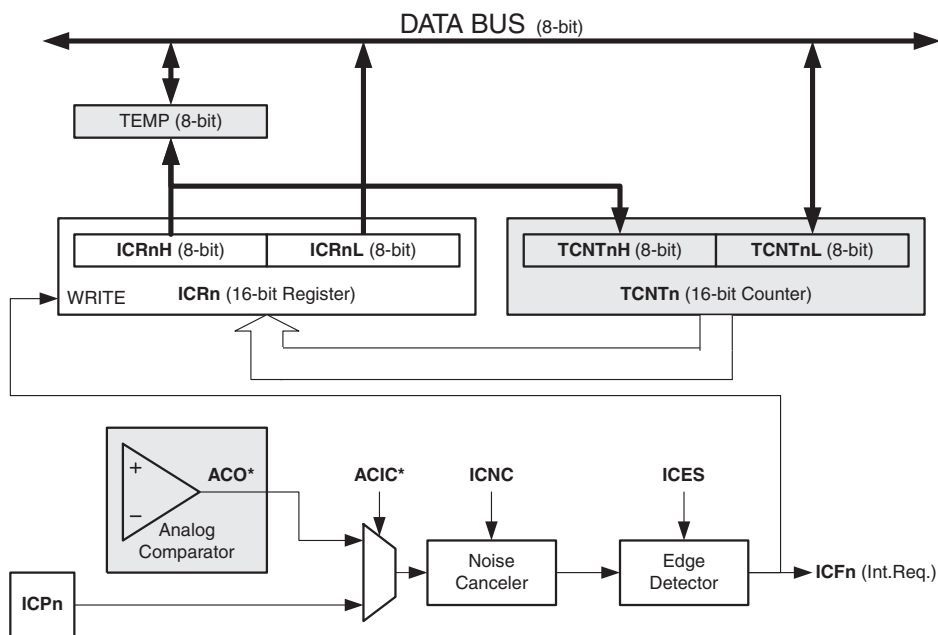 DATA BUS (8-bit)
TEMP (8-bit)
ICRnH (8-bit)
ICRnL (8-bit)
TCNTnH (8-bit)
TCNTnL (8-bit)
WRITE
ICRn (16-bit Register)
TCNTn (16-bit Counter)
+
−
ACO*
Analog
Comparator
ACIC*
ICNC
ICES
Noise
Canceler
Edge
Detector
ICFn (Int.Req.)
ICPn